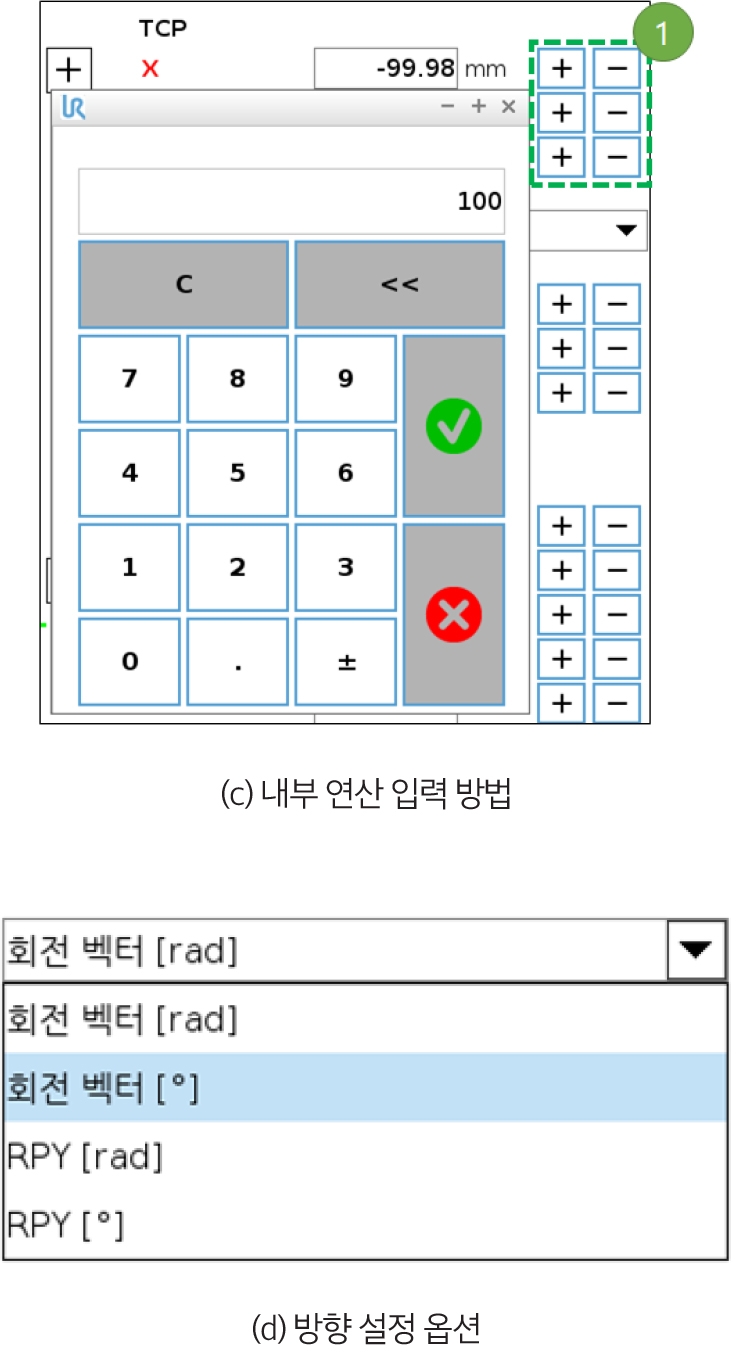 TCP
1
+ X -99.98 mm + −
UR − + ×
+ −
+ −
100
C <<
7 8 9
+ −
+ −
+ −
4 5 6
1 2 3
+ −
+ −
+ −
0 . ±
+ −
+ −
(c) 내부 연산 입력 방법
회전 벡터 [rad]
회전 벡터 [rad]
회전 벡터 [°]
RPY [rad]
RPY [°]
(d) 방향 설정 옵션